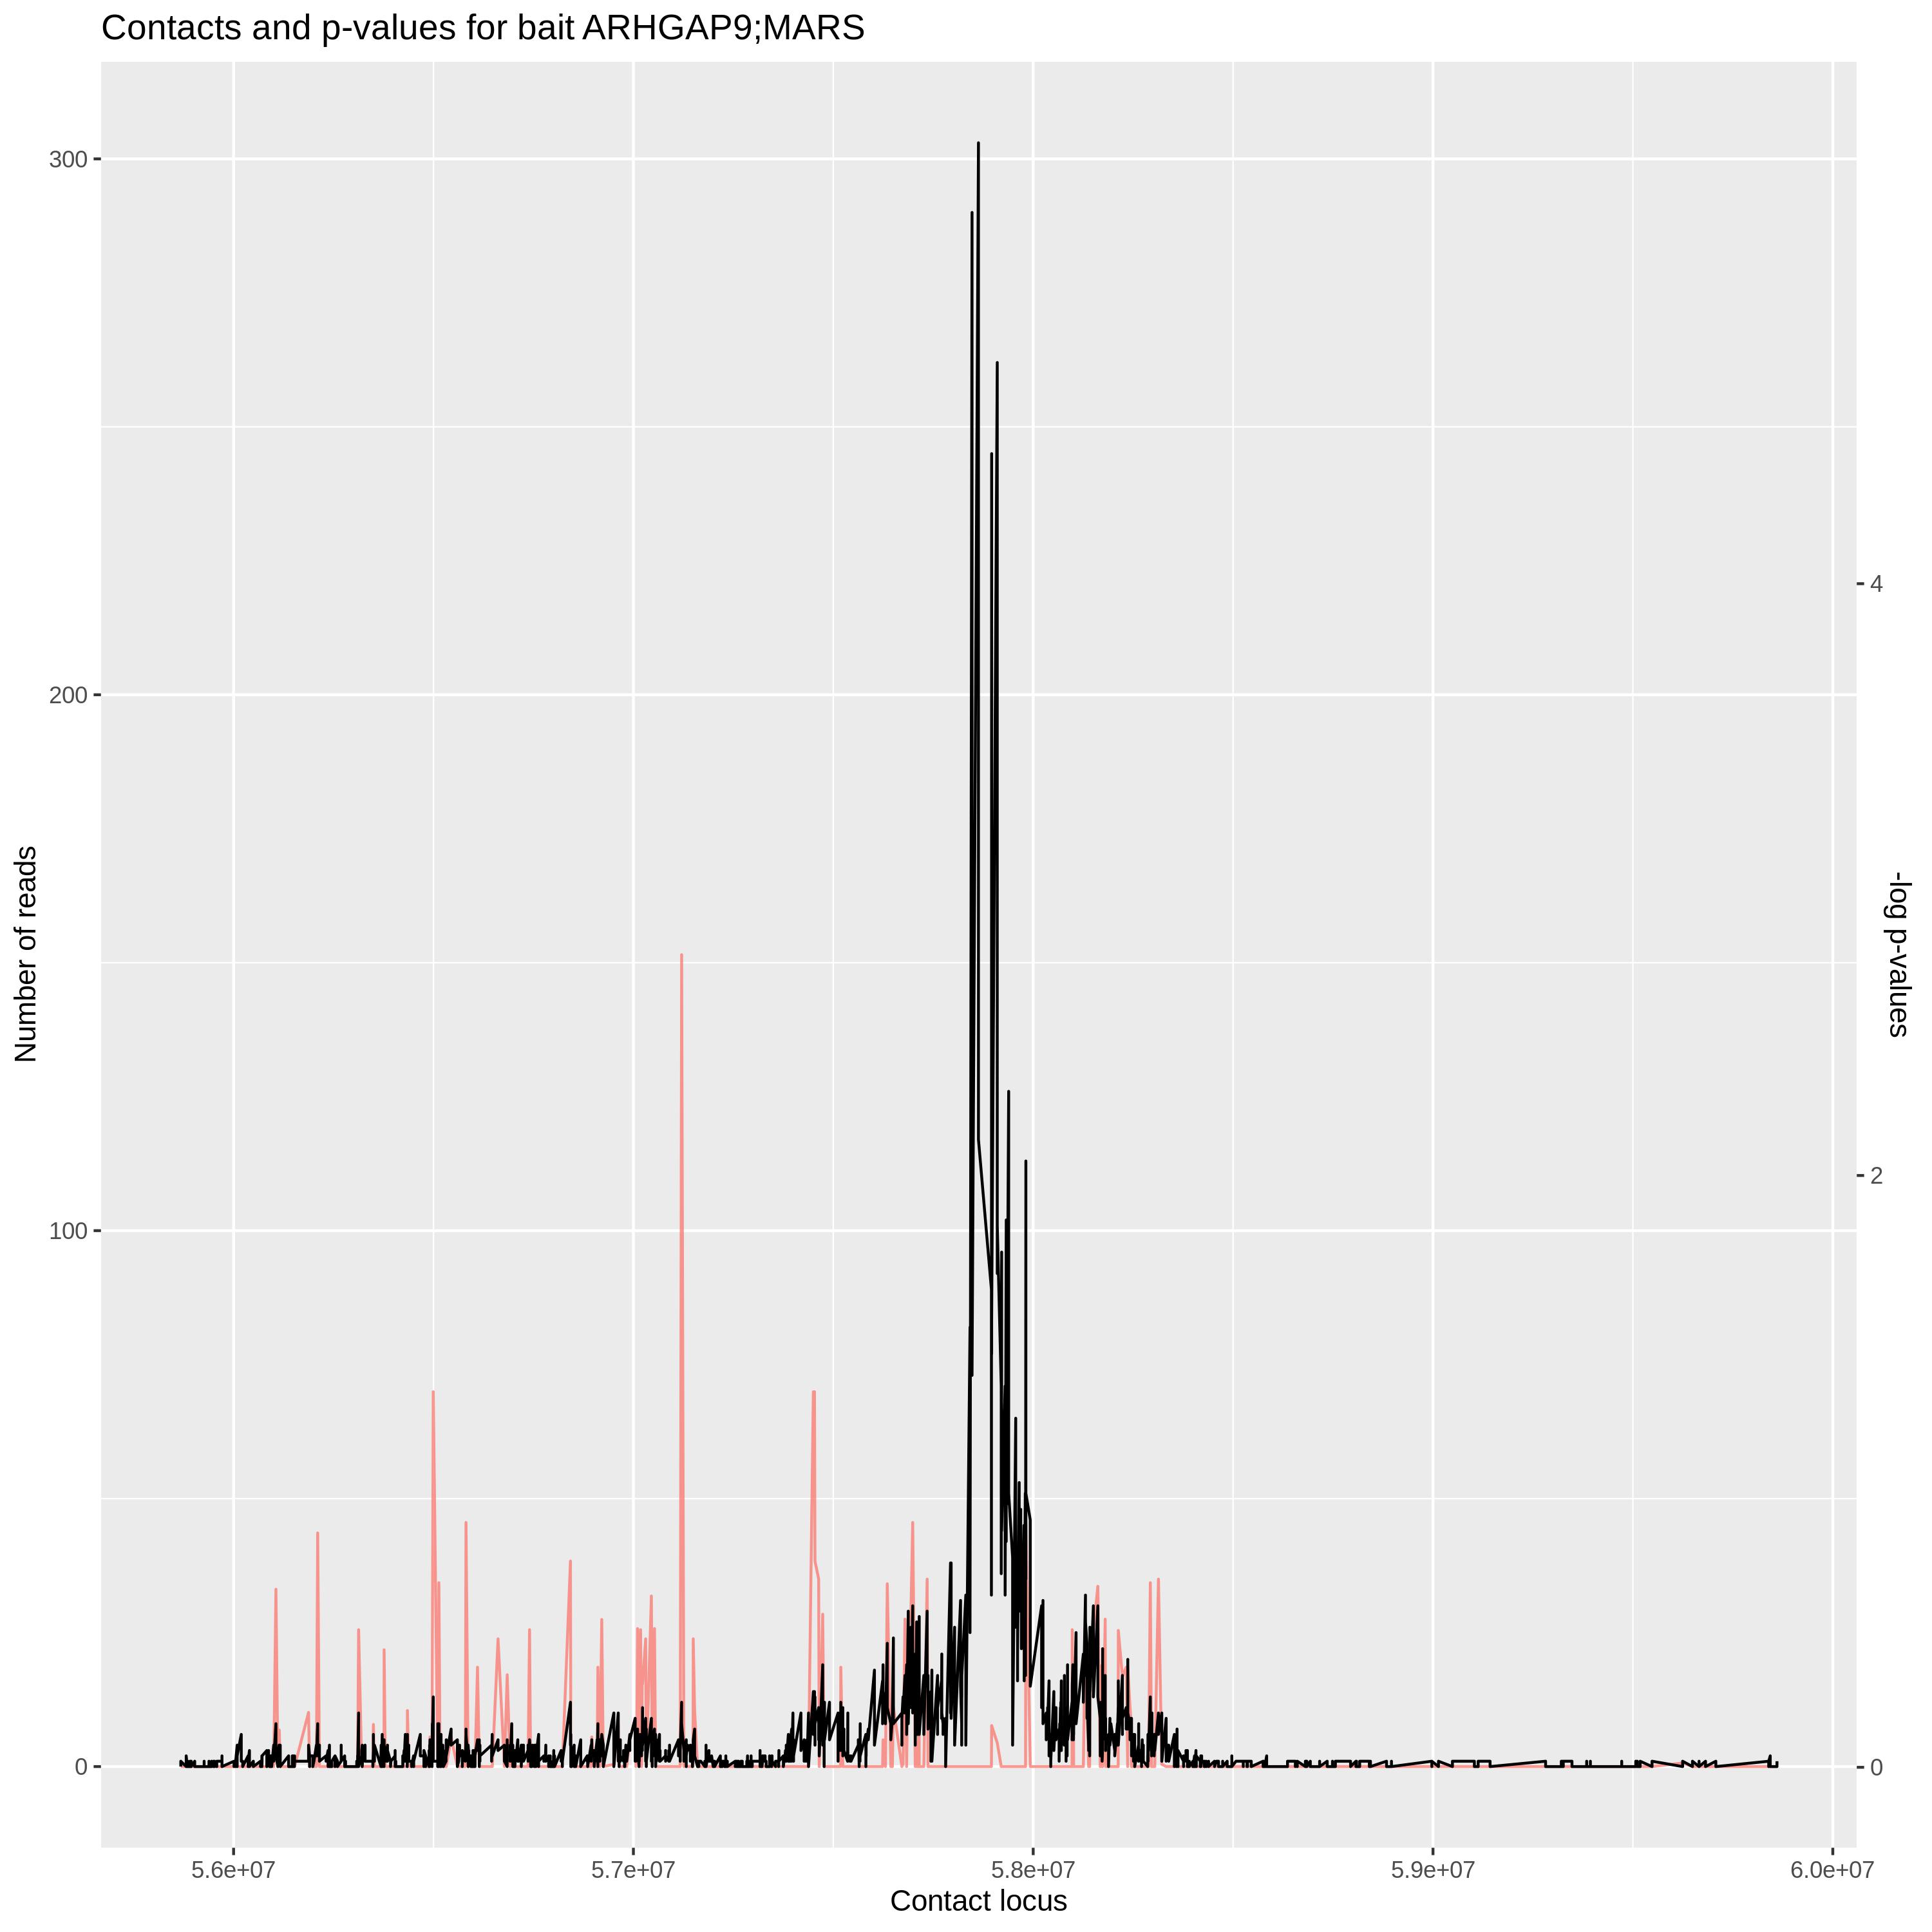 Contacts and p-values for bait ARHGAP9;MARS
300
200
100
0
Number of reads
4
2
0
-log p-values
5.6e+07
5.7e+07
5.8e+07
5.9e+07
6.0e+07
Contact locus